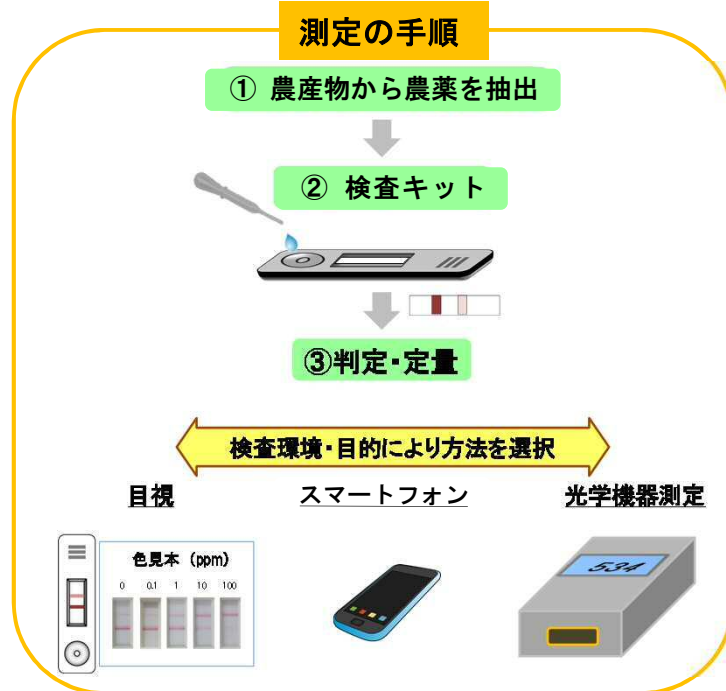 測定の手順
① 農産物から農薬を抽出
② 検査キット
③判定・定量
検査環境・目的により方法を選択
目視
スマートフォン
光学機器測定
色見本 (ppm)
0 0.1 1 10 100
534